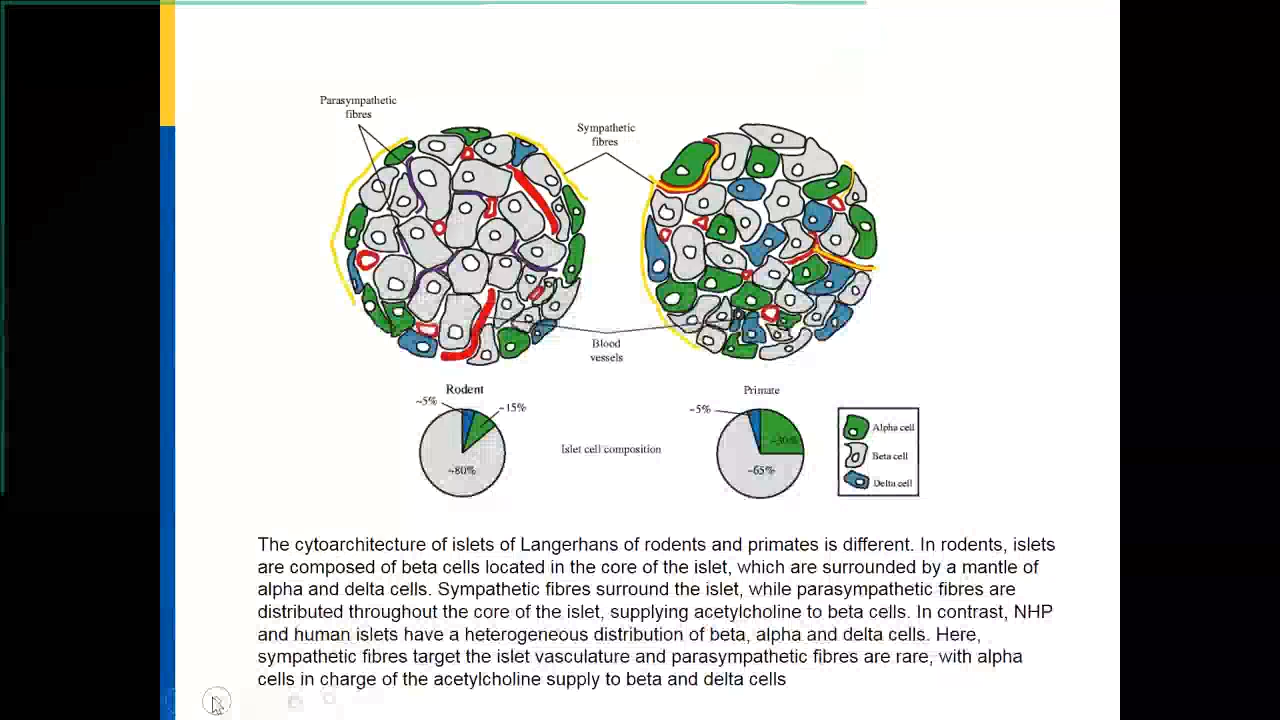 Parasympathetic
fibres
Sympathetic
fibres
Blood
vessels
Rodent
Primate
~5%
~15%
~80%
Islet cell composition
~5%
~30%
~65%
Alpha cell
Beta cell
Delta cell
The cytoarchitecture of islets of Langerhans of rodents and primates is different. In rodents, islets
are composed of beta cells located in the core of the islet, which are surrounded by a mantle of
alpha and delta cells. Sympathetic fibres surround the islet, while parasympathetic fibres are
distributed throughout the core of the islet, supplying acetylcholine to beta cells. In contrast, NHP
and human islets have a heterogeneous distribution of beta, alpha and delta cells. Here,
sympathetic fibres target the islet vasculature and parasympathetic fibres are rare, with alpha
cells in charge of the acetylcholine supply to beta and delta cells